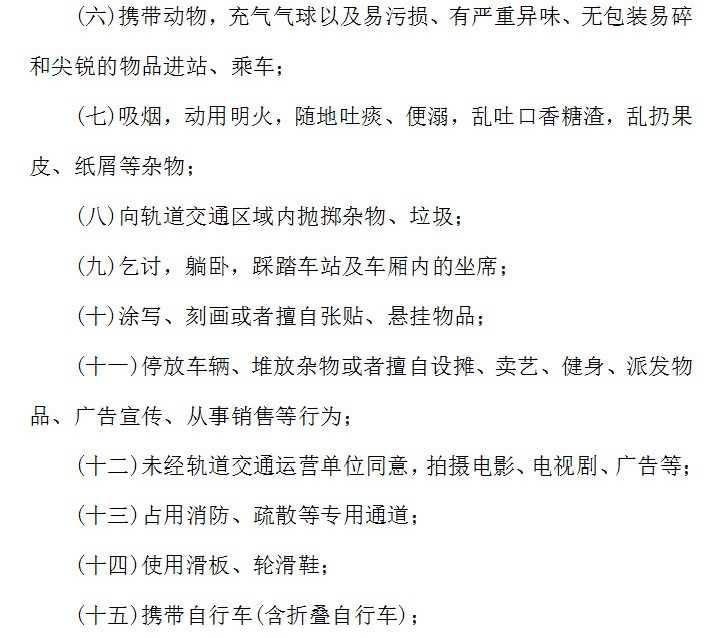 (六)携带动物，充气气球以及易污损、有严重异味、无包装易碎
和尖锐的物品进站、乘车；
(七)吸烟，动用明火，随地吐痰、便溺，乱吐口香糖渣，乱扔果
皮、纸屑等杂物；
(八)向轨道交通区域内抛掷杂物、垃圾；
(九)乞讨，躺卧，踩踏车站及车厢内的坐席；
(十)涂写、刻画或者擅自张贴、悬挂物品；
(十一)停放车辆、堆放杂物或者擅自设摊、卖艺、健身、派发物
品、广告宣传、从事销售等行为；
(十二)未经轨道交通运营单位同意，拍摄电影、电视剧、广告等；
(十三)占用消防、疏散等专用通道；
(十四)使用滑板、轮滑鞋；
(十五)携带自行车(含折叠自行车)；